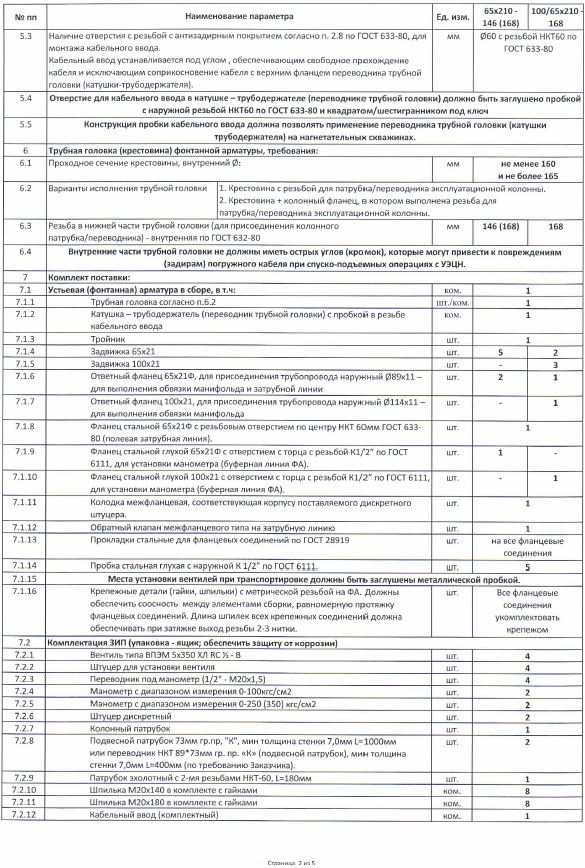 № пп Наименование параметра Ед. изм. 65х210 - 146 (168) 100/65х210 - 168
5.3 Наличие отверстия с резьбой с антизадирным покрытием согласно п. 2.8 по ГОСТ 633-80, для мм Ø60 с резьбой НКТ60 по
монтажа кабельного ввода. ГОСТ 633-80
Кабельный ввод устанавливается под углом , обеспечивающим свободное прохождение
кабеля и исключающим соприкосновение кабеля с верхним фланцем переводника трубной
головки (катушки-трубодержателя).
5.4 Отверстие для кабельного ввода в катушке – трубодержателе (переводнике трубной головки) должно быть заглушено пробкой
с наружной резьбой НКТ60 по ГОСТ 633-80 и квадратом/шестигранником под ключ
5.5 Конструкция пробки кабельного ввода должна позволять применение переводника трубной головки (катушки
трубодержателя) на нагнетательных скважинах.
6 Трубная головка (крестовина) фонтанной арматуры, требования:
6.1 Проходное сечение крестовины, внутренний Ø: мм не менее 160
и не более 165
6.2 Варианты исполнения трубной головки 1. Крестовина с резьбой для патрубка/переводника эксплуатационной колонны.
2. Крестовина + колонный фланец, в котором выполнена резьба для
патрубка/переводника эксплуатационной колонны.
6.3 Резьба в нижней части трубной головки (для присоединения колонного мм 146 (168) 168
патрубка/переводника) - внутренняя по ГОСТ 632-80
6.4 Внутренние части трубной головки не должны иметь острых углов (кромок), которые могут привести к повреждениям
(задирам) погружного кабеля при спуско-подъемных операциях с УЭЦН.
7 Комплект поставки:
7.1 Устьевая (фонтанная) арматура в сборе, в т.ч: ком. 1
7.1.1 Трубная головка согласно п.6.2 шт./ком. 1
7.1.2 Катушка – трубодержатель (переводник трубной головки) с пробкой в резьбе ком. 1
кабельного ввода
7.1.3 Тройник шт. 1
7.1.4 Задвижка 65х21 шт. 5 2
7.1.5 Задвижка 100х21 шт. - 3
7.1.6 Ответный фланец 65х21Ф, для присоединения трубопровода наружный Ø89х11 – шт. 2 1
для выполнения обвязки манифольда и затрубной линии
7.1.7 Ответный фланец 100х21, для присоединения трубопровода наружный Ø114х11 – шт. - 1
для выполнения обвязки манифольда
7.1.8 Фланец стальной 65х21Ф с резьбовым отверстием по центру НКТ 60мм ГОСТ 633- шт. 1
80 (полевая затрубная линия).
7.1.9 Фланец стальной глухой 65х21Ф с отверстием с торца с резьбой К1/2” по ГОСТ шт. 1 -
6111, для установки манометра (буферная линия ФА).
7.1.10 Фланец стальной глухой 100х21 с отверстием с торца с резьбой К1/2” по ГОСТ 6111, шт. - 1
для установки манометра (буферная линия ФА).
7.1.11 Колодка межфланцевая, соответствующая корпусу поставляемого дискретного шт. 1
штуцера.
7.1.12 Обратный клапан межфланцевого типа на затрубную линию шт. 1
7.1.13 Прокладки стальные для фланцевых соединений по ГОСТ 28919 шт. на все фланцевые
соединения
7.1.14 Пробка стальная глухая с наружной К 1/2” по ГОСТ 6111. шт. 5
7.1.15 Места установки вентилей при транспортировке должны быть заглушены металлической пробкой.
7.1.16 Крепежные детали (гайки, шпильки) с метрической резьбой на ФА. Должны шт. Все фланцевые
обеспечить соосность между элементами сборки, равномерную протяжку соединения
фланцевых соединений. Длина шпилек всех крепежных соединений должна укомплектовать
обеспечивать при затяжке выход резьбы 2-3 нитки. крепежом
7.2 Комплектация ЗИП (упаковка - ящик; обеспечить защиту от коррозии)
7.2.1 Вентиль типа ВПЭМ 5х350 ХЛ RC ½ - В шт. 4
7.2.2 Штуцер для установки вентиля шт. 4
7.2.3 Переводник под манометр (1/2" - М20х1,5) шт. 4
7.2.4 Манометр с диапазоном измерения 0-100кгс/см2 шт. 2
7.2.5 Манометр с диапазоном измерения 0-250 (350) кгс/см2 шт. 2
7.2.6 Штуцер дискретный шт. 2
7.2.7 Колонный патрубок шт. 1
7.2.8 Подвесной патрубок 73мм гр.пр, "К", мин толщина стенки 7,0мм L=1000мм шт. 2
или переводник НКТ 89*73мм гр. пр. «К» (подвесной патрубок), мин толщина
стенки 7,0мм L=400мм (по требованию Заказчика).
7.2.9 Патрубок эхолотный с 2-мя резьбами НКТ-60, L=180мм шт. 1
7.2.10 Шпилька М20х140 в комплекте с гайками ком. 8
7.2.11 Шпилька М20х180 в комплекте с гайками ком. 8
7.2.12 Кабельный ввод (комплектный) ком. 1
Страница 2 из 5